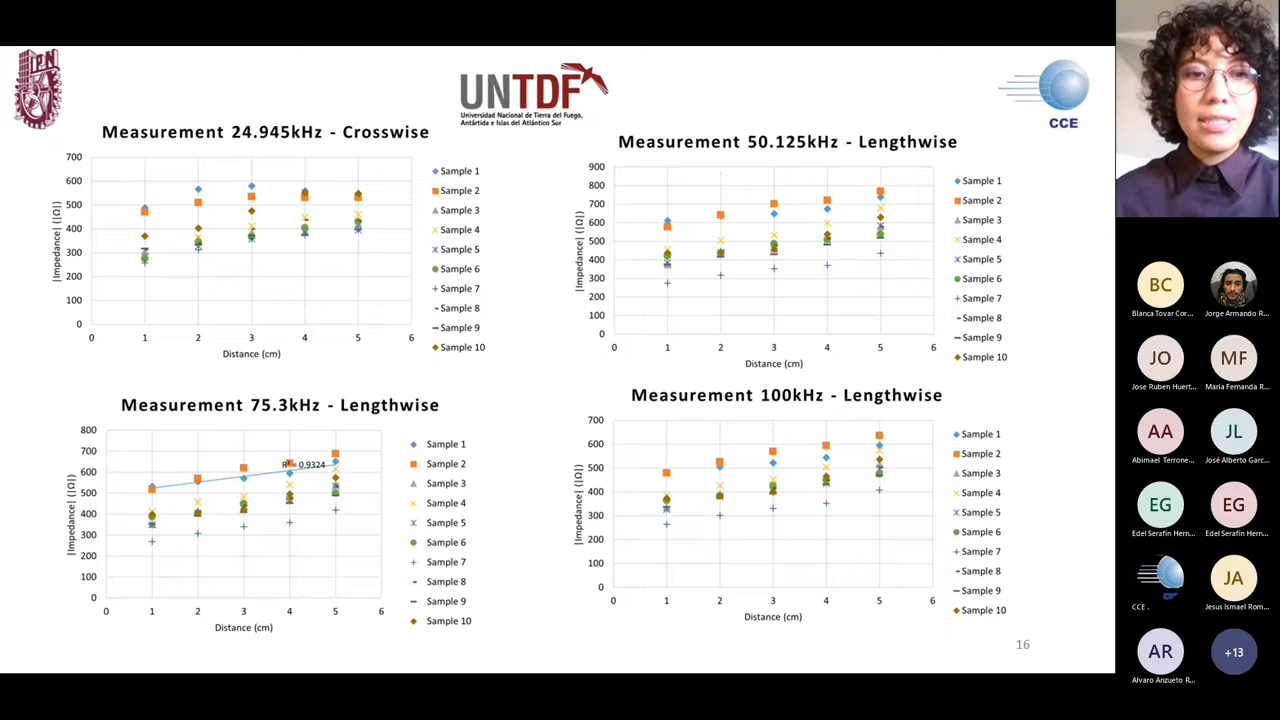 IPN
UNTDF
Universidad Nacional de Tierra del Fuego,
Antártida e Islas del Atlántico Sur
CCE
Measurement 24.945kHz - Crosswise
700
600
500
400
300
200
100
0
|Impedance| (|Ω|)
0 1 2 3 4 5 6
Distance (cm)
Sample 1
Sample 2
Sample 3
Sample 4
Sample 5
Sample 6
Sample 7
Sample 8
Sample 9
Sample 10
Measurement 50.125kHz - Lengthwise
900
800
700
600
500
400
300
200
100
0
|Impedance| (|Ω|)
0 1 2 3 4 5 6
Distance (cm)
Sample 1
Sample 2
Sample 3
Sample 4
Sample 5
Sample 6
Sample 7
Sample 8
Sample 9
Sample 10
Measurement 75.3kHz - Lengthwise
800
700
600
500
400
300
200
100
0
|Impedance| (|Ω|)
R² = 0.9324
0 1 2 3 4 5 6
Distance (cm)
Sample 1
Sample 2
Sample 3
Sample 4
Sample 5
Sample 6
Sample 7
Sample 8
Sample 9
Sample 10
Measurement 100kHz - Lengthwise
700
600
500
400
300
200
100
0
|Impedance| (|Ω|)
0 1 2 3 4 5 6
Distance (cm)
Sample 1
Sample 2
Sample 3
Sample 4
Sample 5
Sample 6
Sample 7
Sample 8
Sample 9
Sample 10
16
BC
Blanca Tovar Cor...
Jorge Armando R...
JO
Jose Ruben Huert...
MF
Maria Fernanda R...
AA
Abimael Terrone...
JL
José Alberto Garc...
EG
Edel Serafín Hern...
EG
Edel Serafín Hern...
CCE .
JA
Jesus Ismael Rom...
AR
Alvaro Anzueto R...
+13